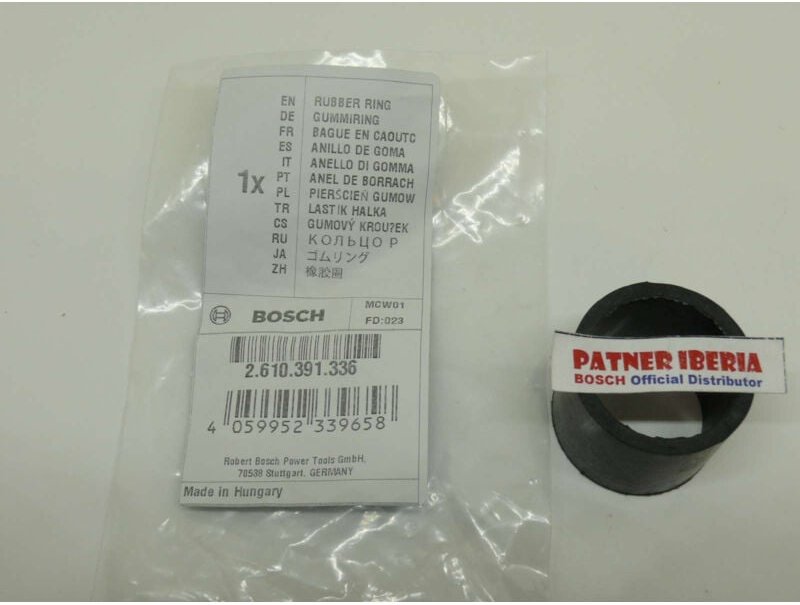 1x
EN RUBBER RING
DE GUMMIRING
FR BAGUE EN CAOUTC
ES ANILLO DE GOMA
IT ANELLO DI GOMMA
PT ANEL DE BORRACH
PL PIERŚCIEŃ GUMOW
TR LASTİK HALKA
CS GUMOVÝ KROU?EK
RU КОЛЬЦО Р
JA ゴムリング
ZH 橡胶圈
BOSCH
MCW01
FD:023
2.610.391.336
4 059952 339658
Robert Bosch Power Tools GmbH,
70538 Stuttgart, GERMANY
Made in Hungary
PATNER IBERIA
BOSCH Official Distributor